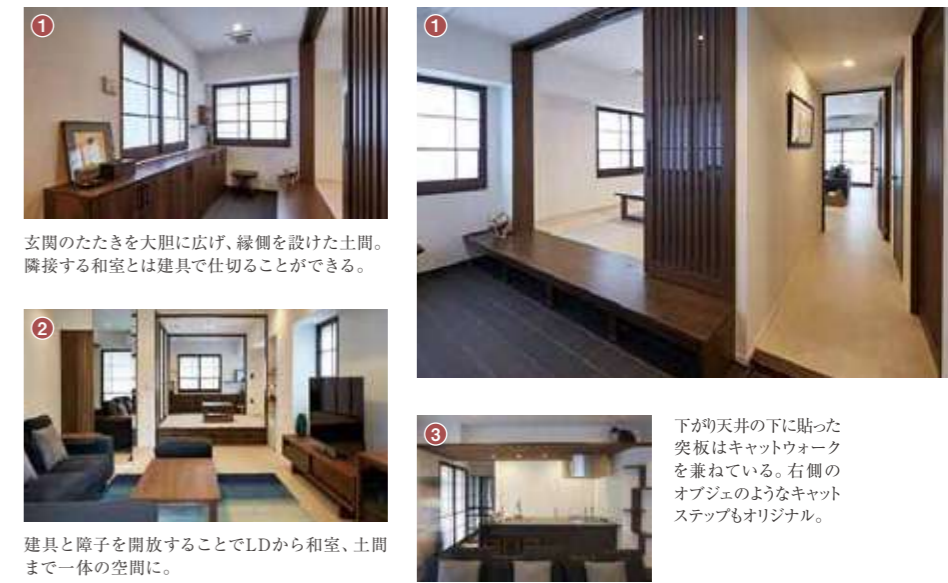 1
玄関のたたきを大胆に広げ、縁側を設けた土間。
隣接する和室とは建具で仕切ることができる。
2
建具と障子を開放することでLDから和室、土間
まで一体の空間に。
1
3
下がり天井の下に貼った
突板はキャットウォーク
を兼ねている。右側の
オブジェのようなキャット
ステップもオリジナル。